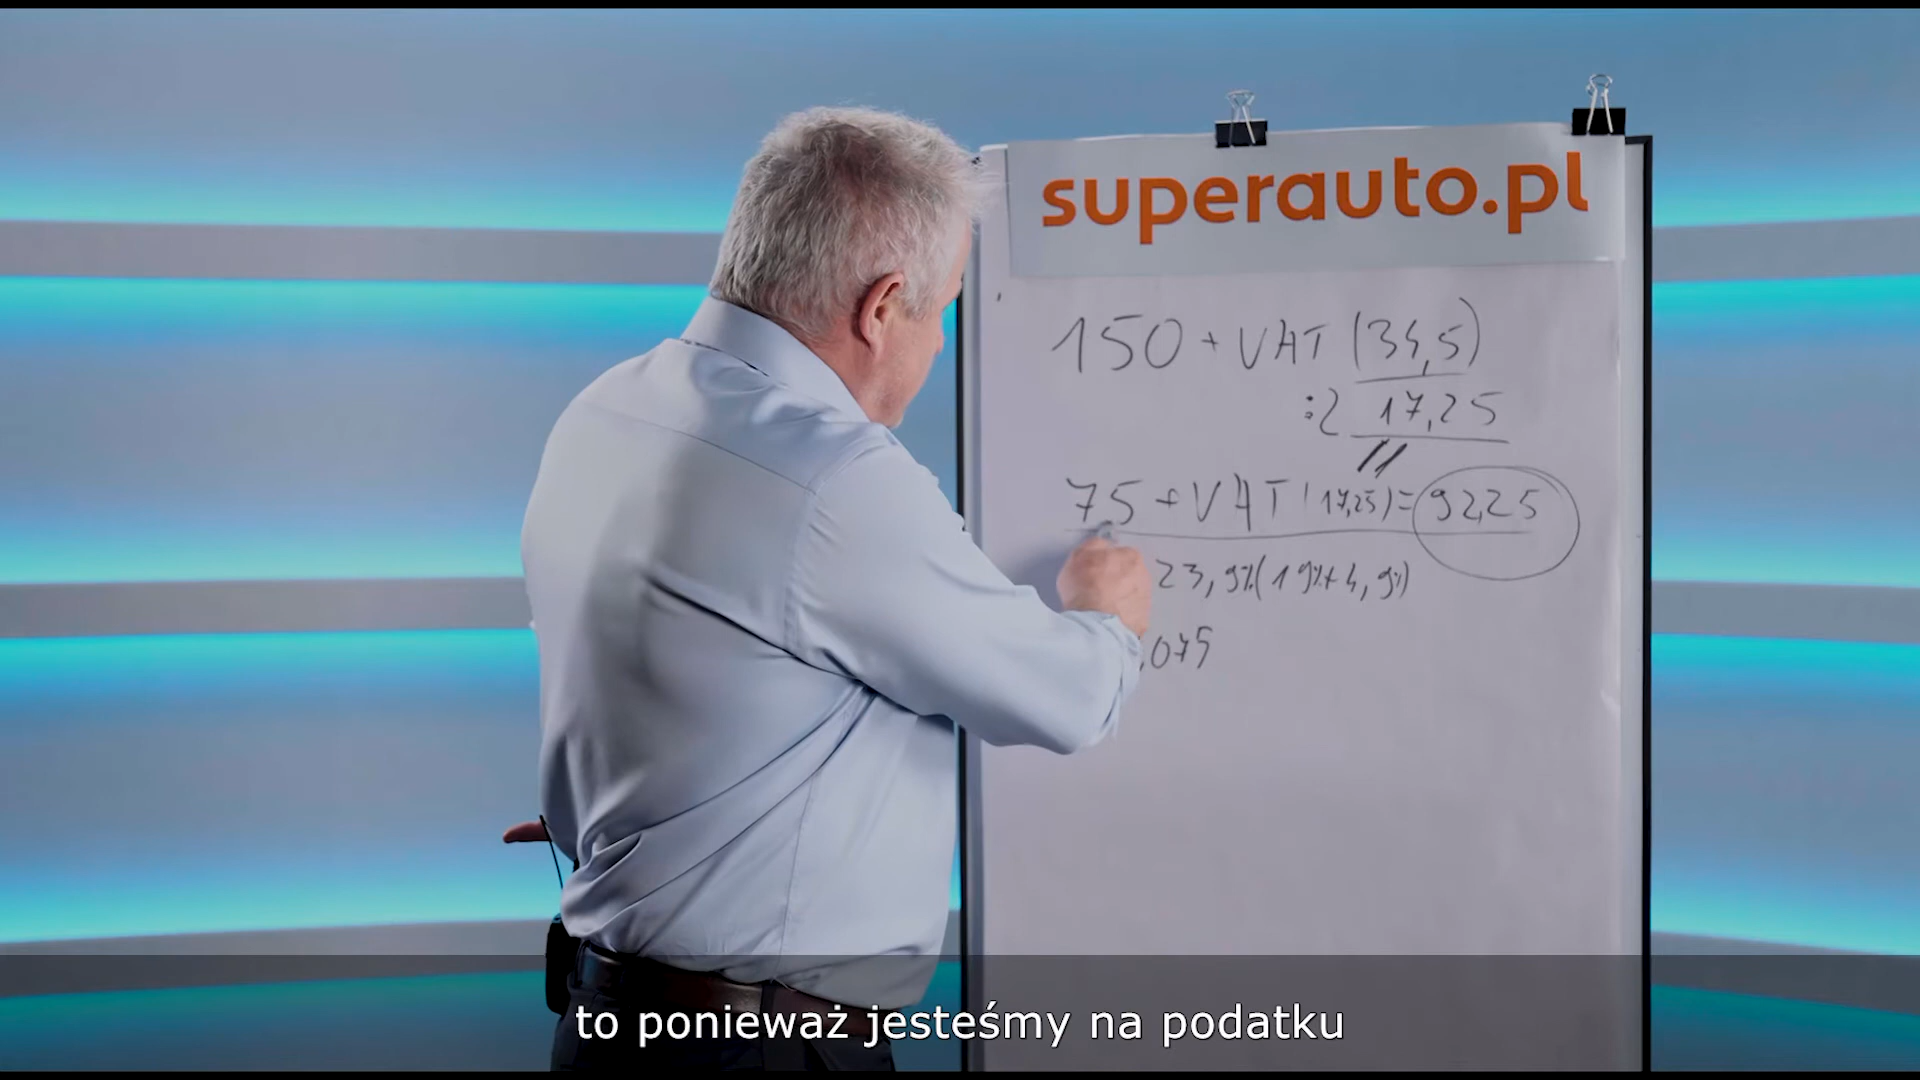 superauto.pl
150 + VAT (34,5)
:2 17,25
75 + VAT (17,25) = 92,25
23,9% (19% + 4,9%)
,075
to ponieważ jesteśmy na podatku